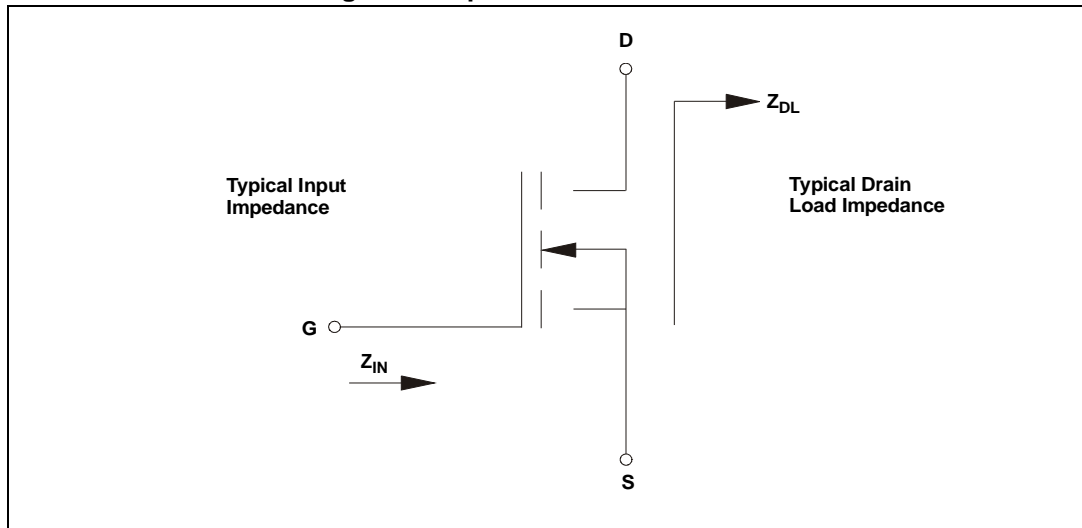 D
Z_DL
Typical Input
Impedance
Typical Drain
Load Impedance
G
Z_IN
S